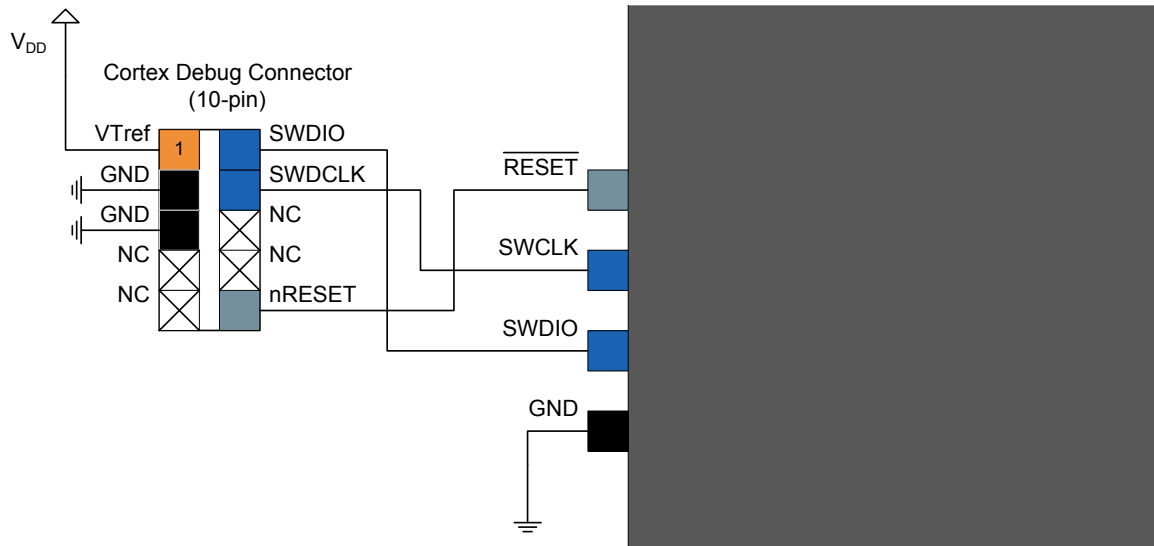 V_DD
Cortex Debug Connector
(10-pin)
VTref
1
SWDIO
GND
SWDCLK
GND
NC
NC
NC
NC
nRESET
RESET
SWCLK
SWDIO
GND